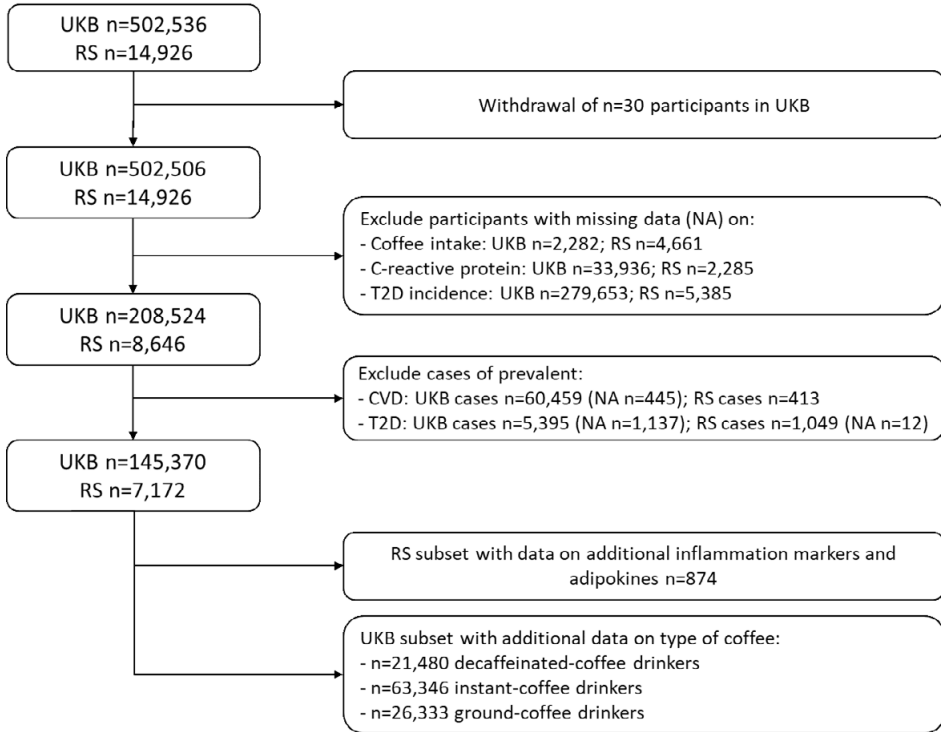 UKB n=502,536
RS n=14,926
Withdrawal of n=30 participants in UKB
UKB n=502,506
RS n=14,926
Exclude participants with missing data (NA) on:
- Coffee intake: UKB n=2,282; RS n=4,661
- C-reactive protein: UKB n=33,936; RS n=2,285
- T2D incidence: UKB n=279,653; RS n=5,385
UKB n=208,524
RS n=8,646
Exclude cases of prevalent:
- CVD: UKB cases n=60,459 (NA n=445); RS cases n=413
- T2D: UKB cases n=5,395 (NA n=1,137); RS cases n=1,049 (NA n=12)
UKB n=145,370
RS n=7,172
RS subset with data on additional inflammation markers and
adipokines n=874
UKB subset with additional data on type of coffee:
- n=21,480 decaffeinated-coffee drinkers
- n=63,346 instant-coffee drinkers
- n=26,333 ground-coffee drinkers